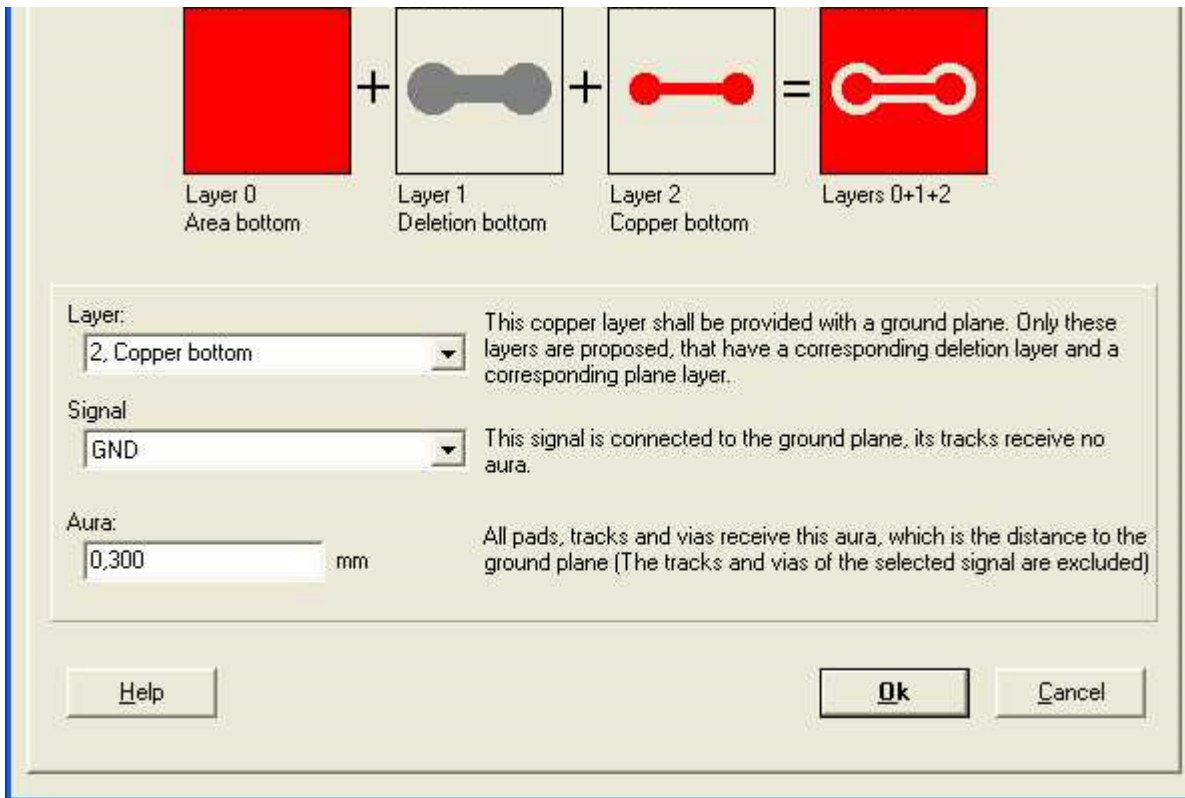 + + =
Layer 0
Area bottom
Layer 1
Deletion bottom
Layer 2
Copper bottom
Layers 0+1+2
Layer:
2, Copper bottom
This copper layer shall be provided with a ground plane. Only these
layers are proposed, that have a corresponding deletion layer and a
corresponding plane layer.
Signal
GND
This signal is connected to the ground plane, its tracks receive no
aura.
Aura:
0,300 mm
All pads, tracks and vias receive this aura, which is the distance to the
ground plane (The tracks and vias of the selected signal are excluded)
Help
Ok
Cancel